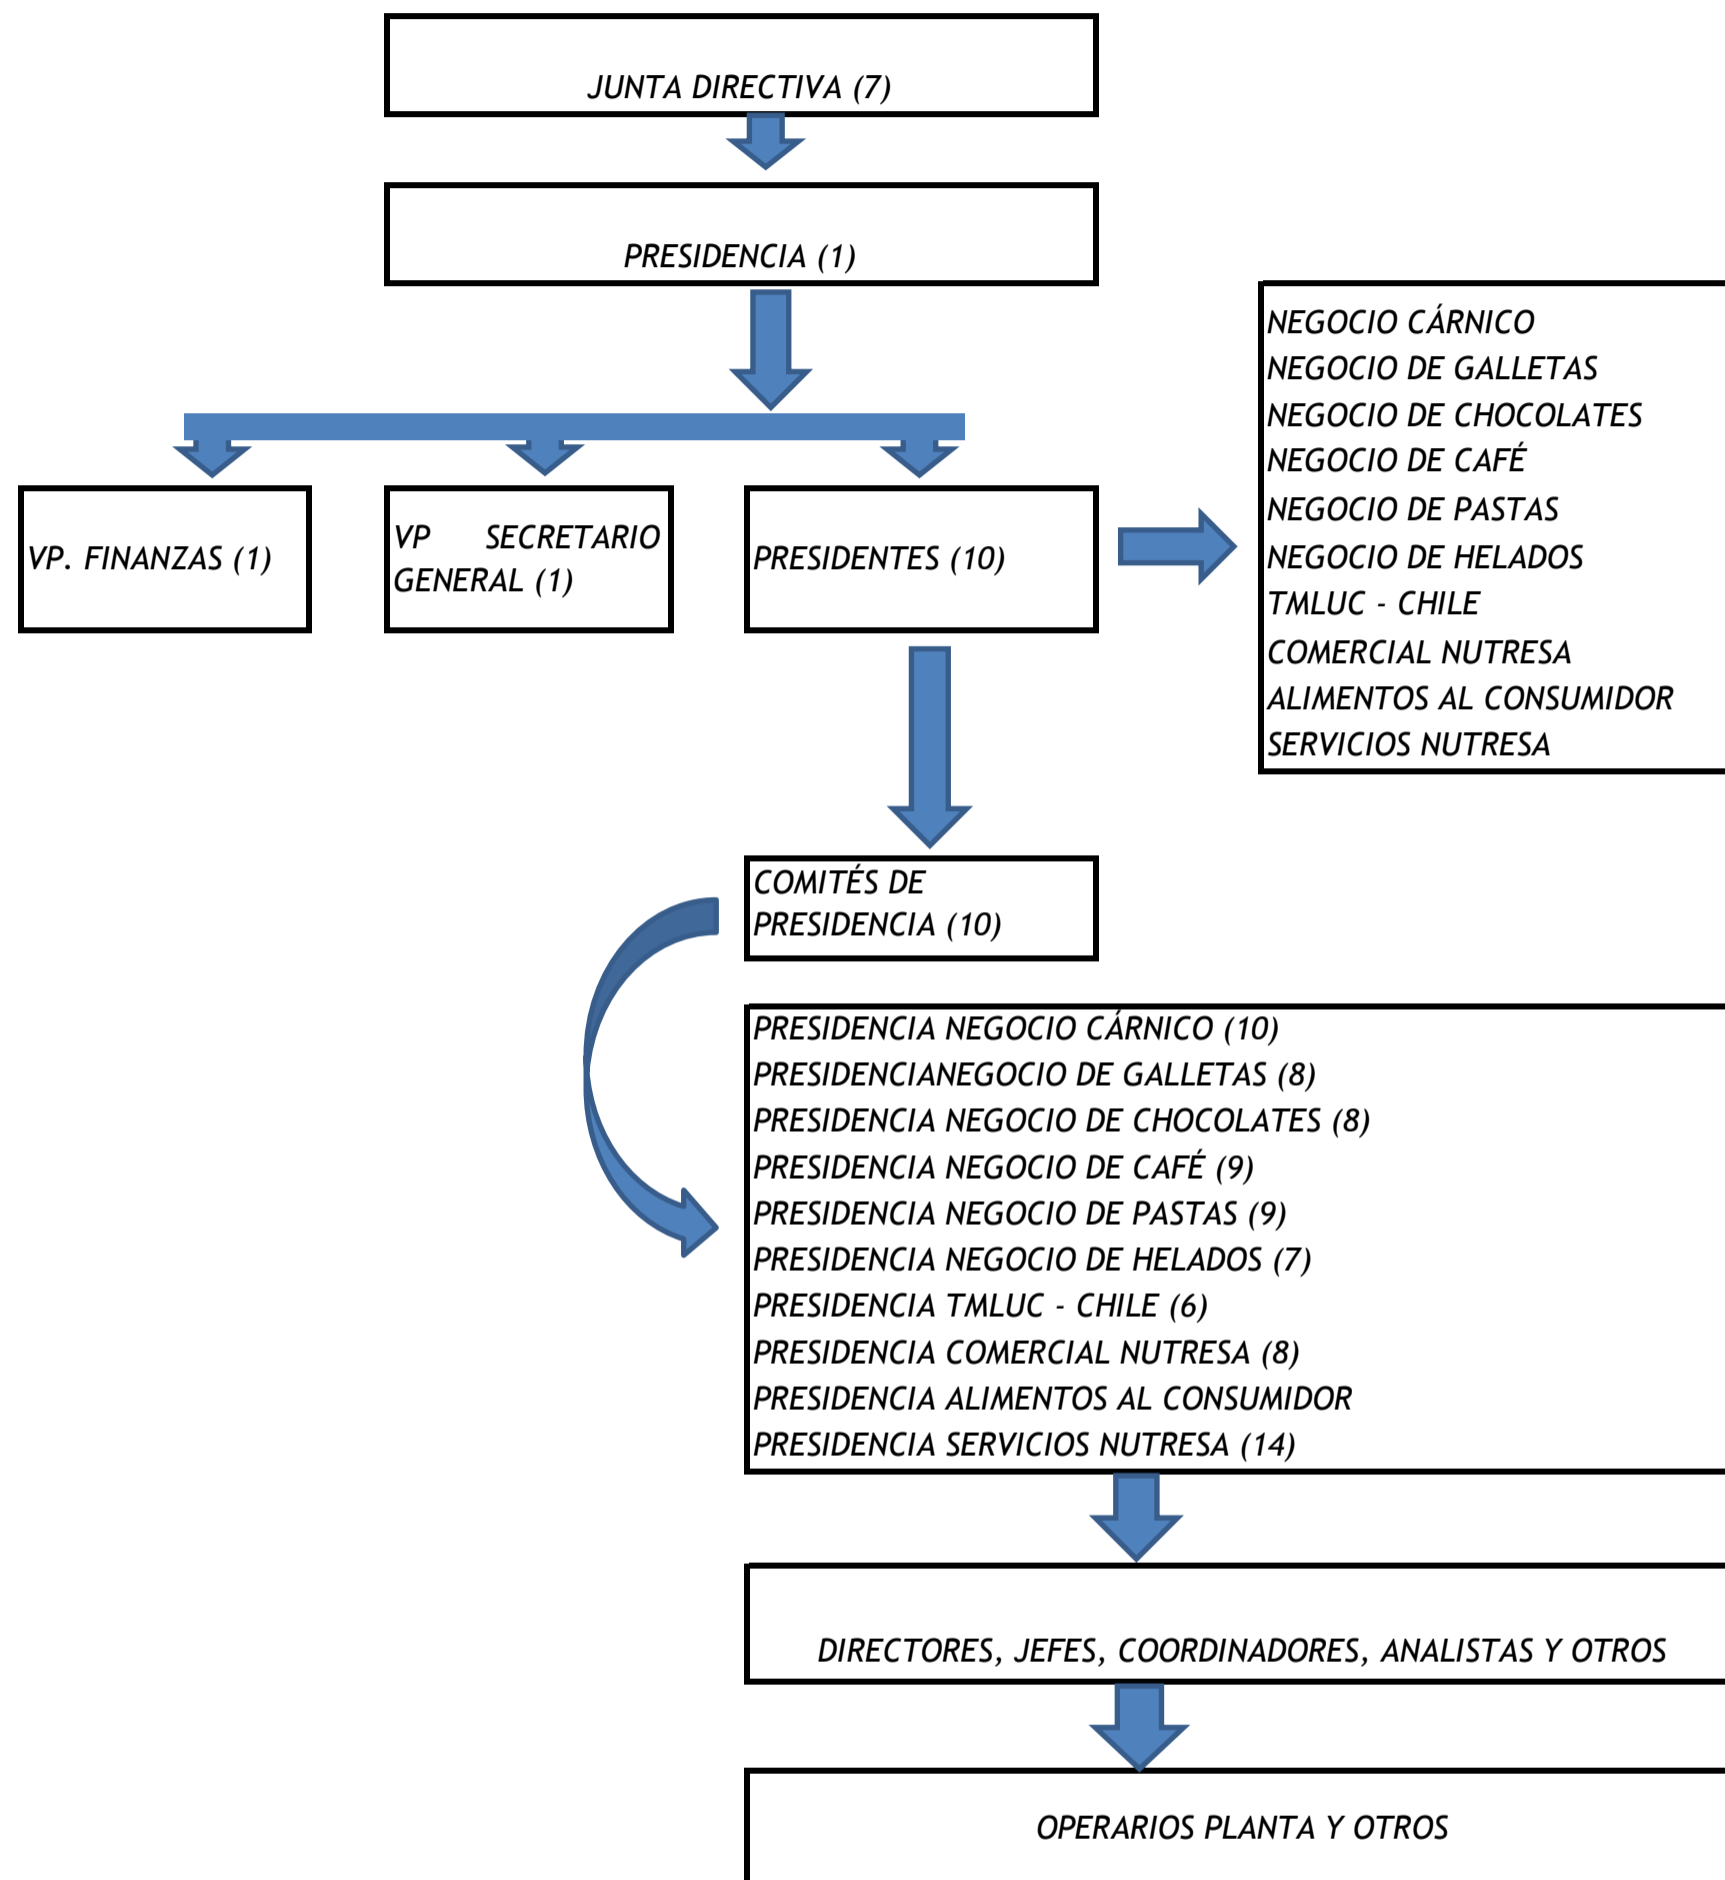 JUNTA DIRECTIVA (7)
PRESIDENCIA (1)
NEGOCIO CÁRNICO
NEGOCIO DE GALLETAS
NEGOCIO DE CHOCOLATES
NEGOCIO DE CAFÉ
NEGOCIO DE PASTAS
NEGOCIO DE HELADOS
TMLUC - CHILE
COMERCIAL NUTRESA
ALIMENTOS AL CONSUMIDOR
SERVICIOS NUTRESA
VP. FINANZAS (1)
VP SECRETARIO
GENERAL (1)
PRESIDENTES (10)
COMITÉS DE
PRESIDENCIA (10)
PRESIDENCIA NEGOCIO CÁRNICO (10)
PRESIDENCIANEGOCIO DE GALLETAS (8)
PRESIDENCIA NEGOCIO DE CHOCOLATES (8)
PRESIDENCIA NEGOCIO DE CAFÉ (9)
PRESIDENCIA NEGOCIO DE PASTAS (9)
PRESIDENCIA NEGOCIO DE HELADOS (7)
PRESIDENCIA TMLUC - CHILE (6)
PRESIDENCIA COMERCIAL NUTRESA (8)
PRESIDENCIA ALIMENTOS AL CONSUMIDOR
PRESIDENCIA SERVICIOS NUTRESA (14)
DIRECTORES, JEFES, COORDINADORES, ANALISTAS Y OTROS
OPERARIOS PLANTA Y OTROS